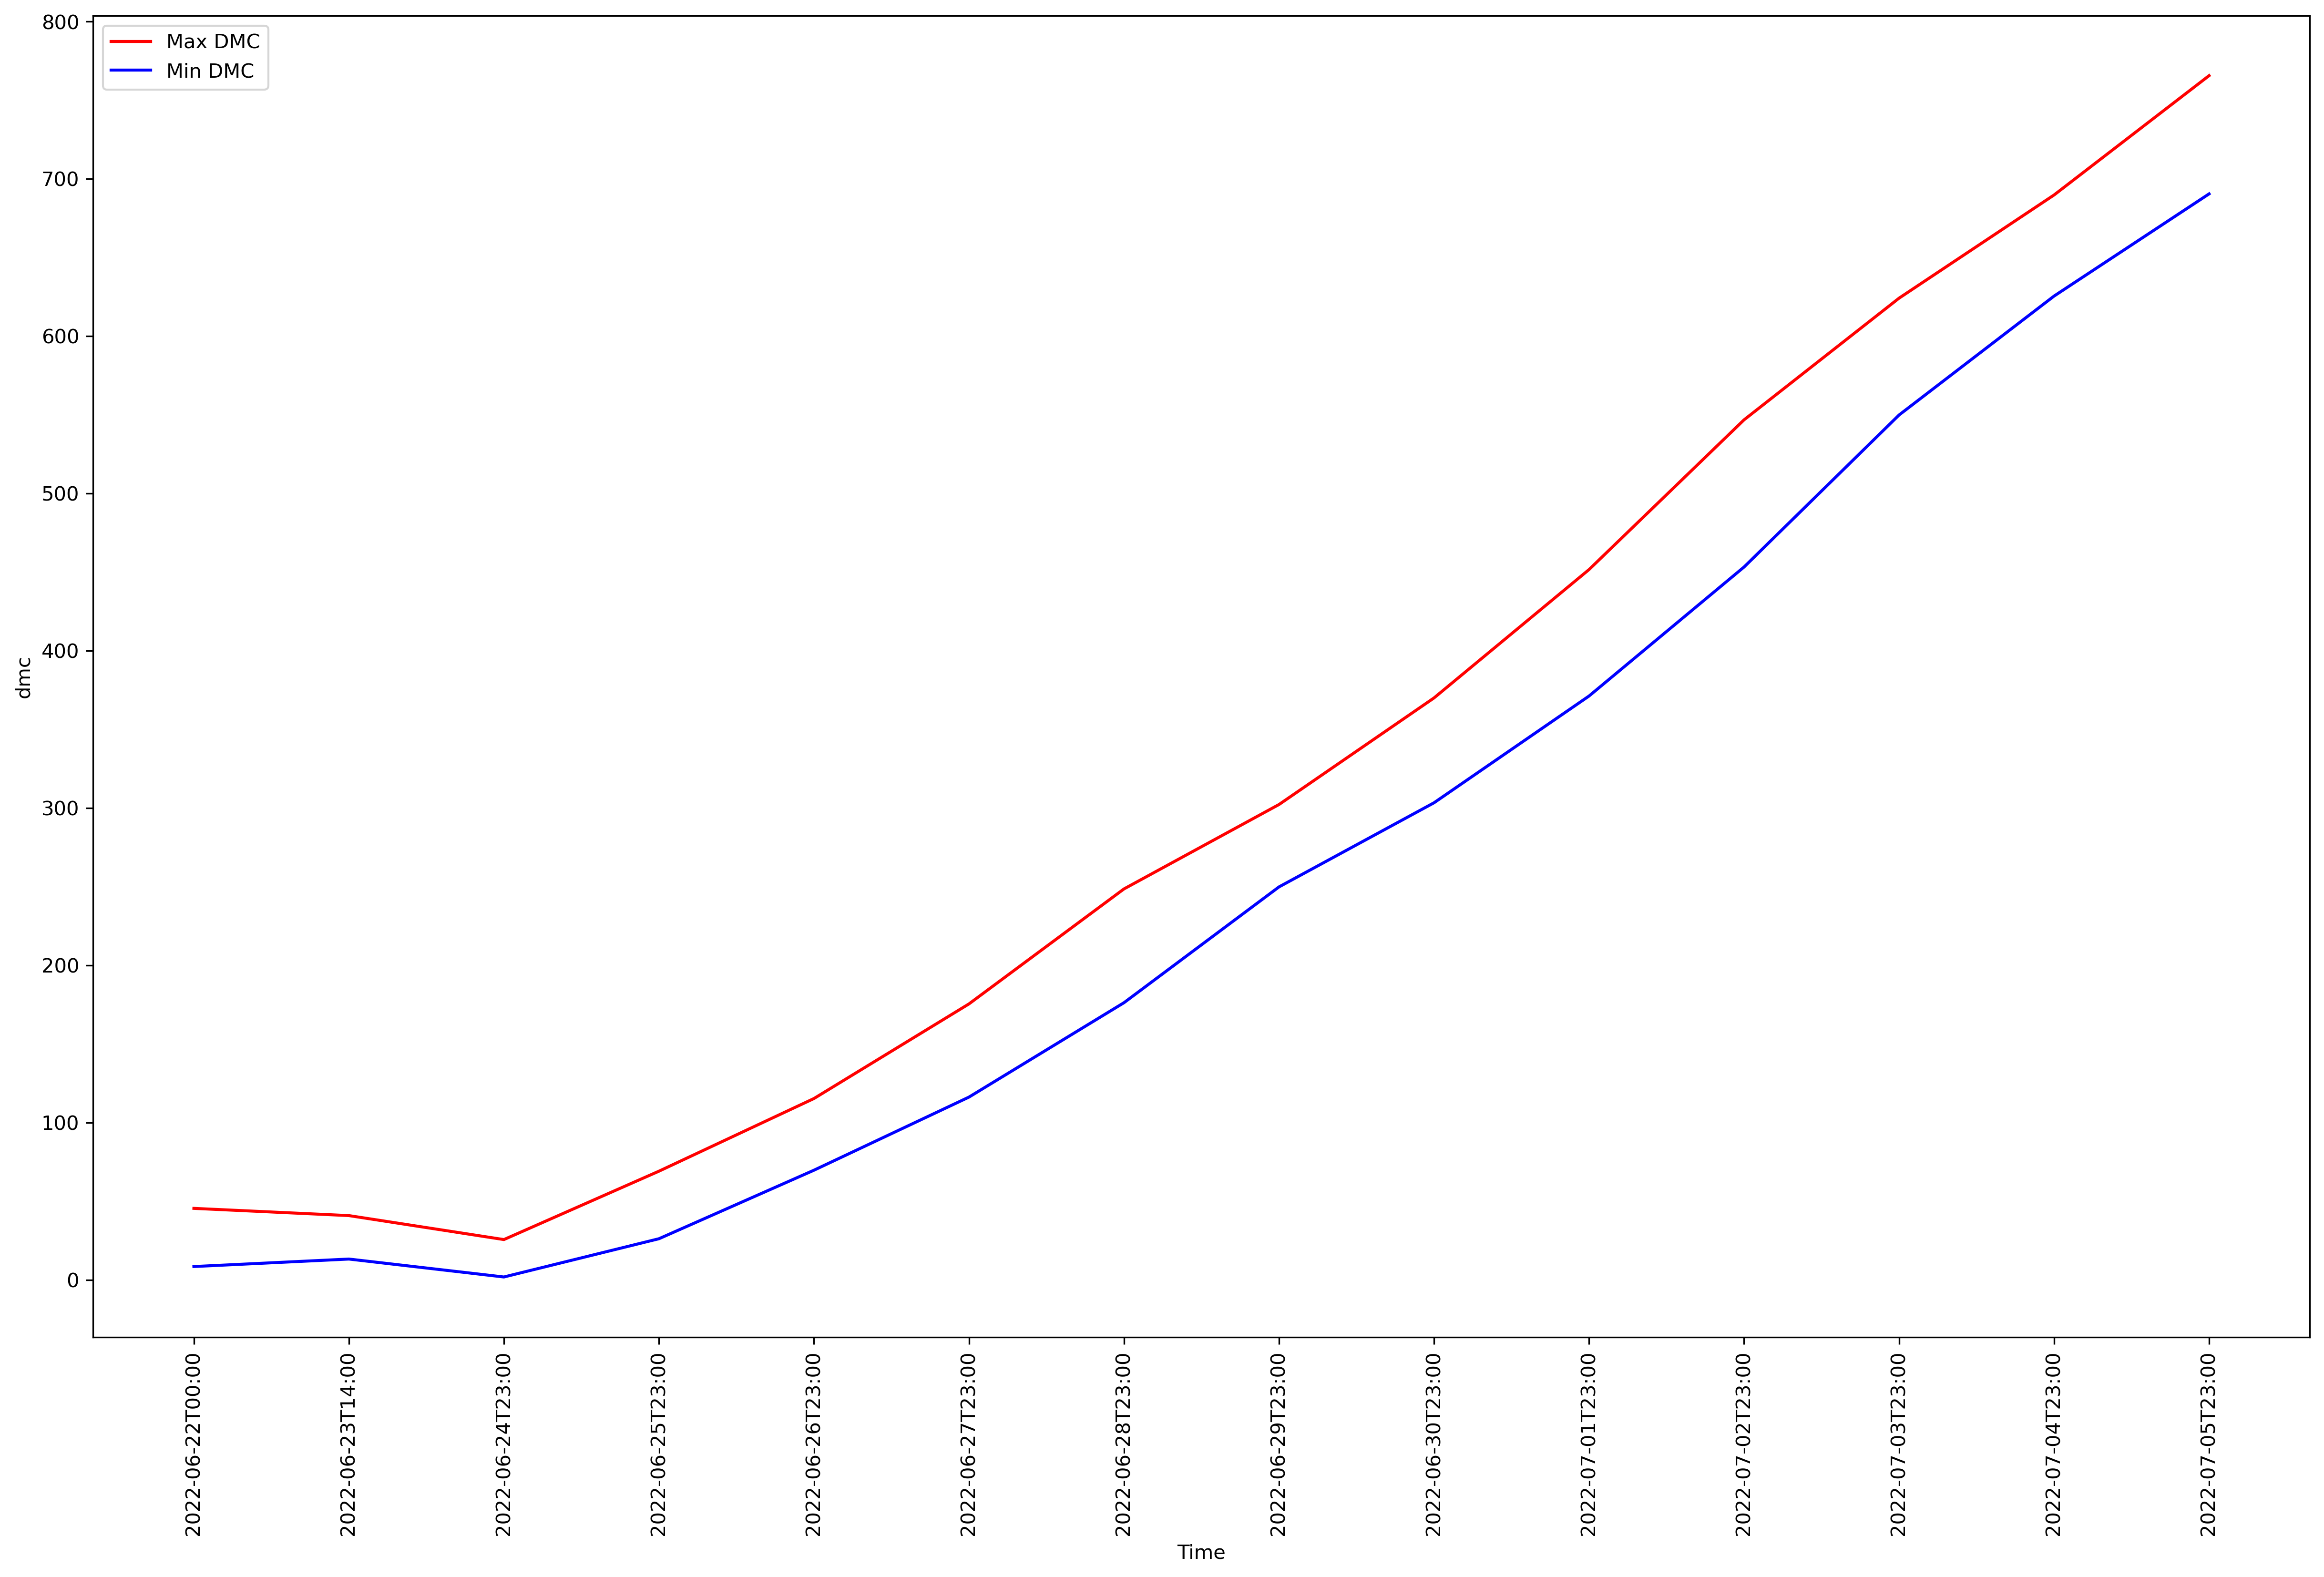 Max DMC
Min DMC
800
700
600
500
400
300
200
100
0
dmc
2022-06-22T00:00
2022-06-23T14:00
2022-06-24T23:00
2022-06-25T23:00
2022-06-26T23:00
2022-06-27T23:00
2022-06-28T23:00
2022-06-29T23:00
2022-06-30T23:00
2022-07-01T23:00
2022-07-02T23:00
2022-07-03T23:00
2022-07-04T23:00
2022-07-05T23:00
Time